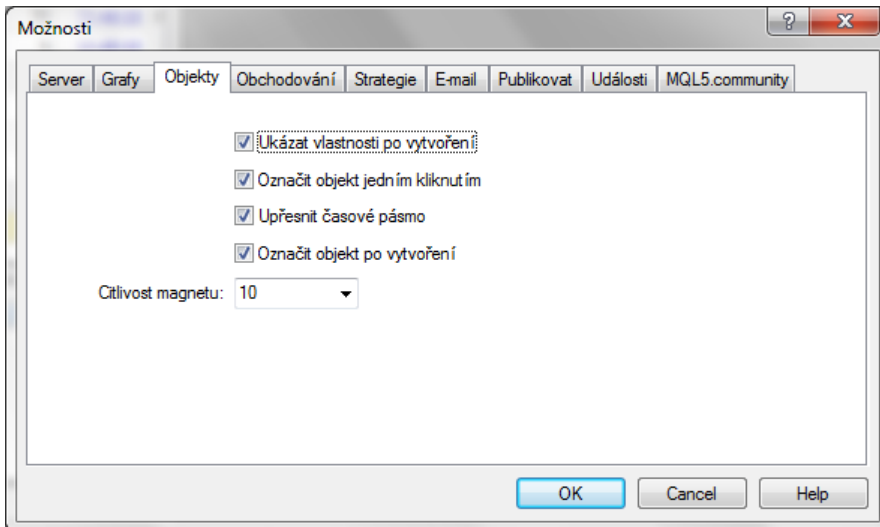 Možnosti
Server Grafy Objekty Obchodování Strategie E-mail Publikovat Události MQL5.community
Ukázat vlastnosti po vytvoření
Označit objekt jedním kliknutím
Upřesnit časové pásmo
Označit objekt po vytvoření
Citlivost magnetu: 10
OK Cancel Help